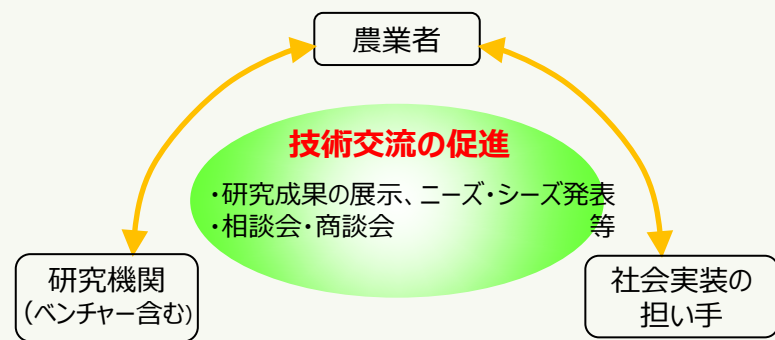 農業者
技術交流の促進
・研究成果の展示、ニーズ・シーズ発表
・相談会・商談会　　　　　　　　　等
研究機関
（ベンチャー含む）
社会実装の
担い手